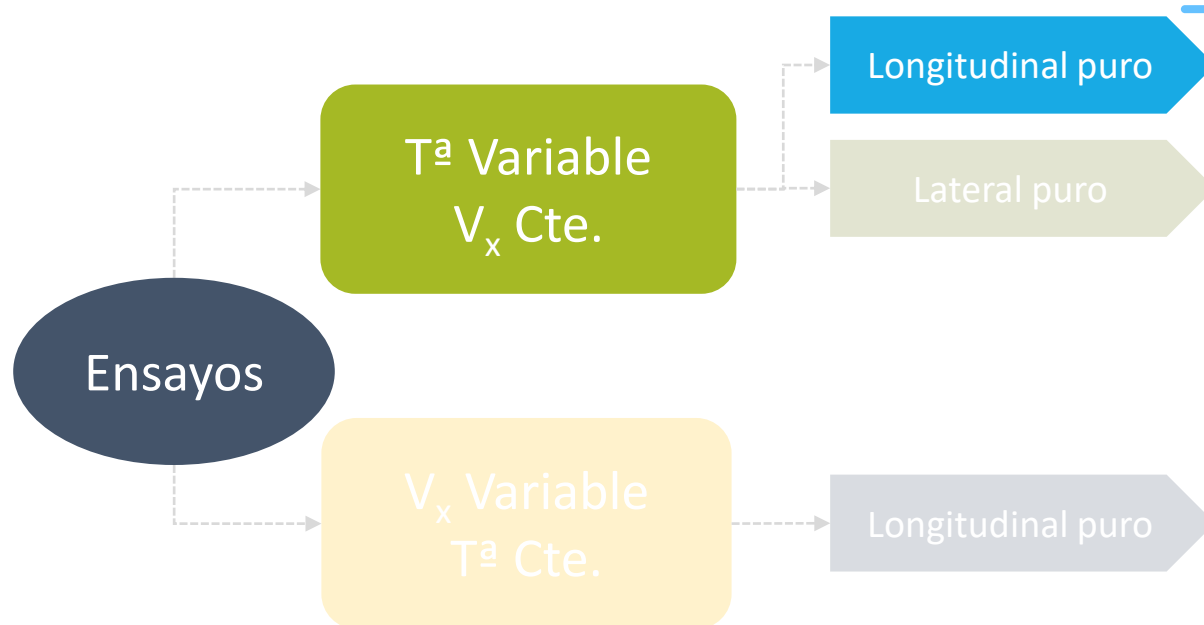 Longitudinal puro
Tª Variable
Vx Cte.
Lateral puro
Ensayos
Vx Variable
Tª Cte.
Longitudinal puro